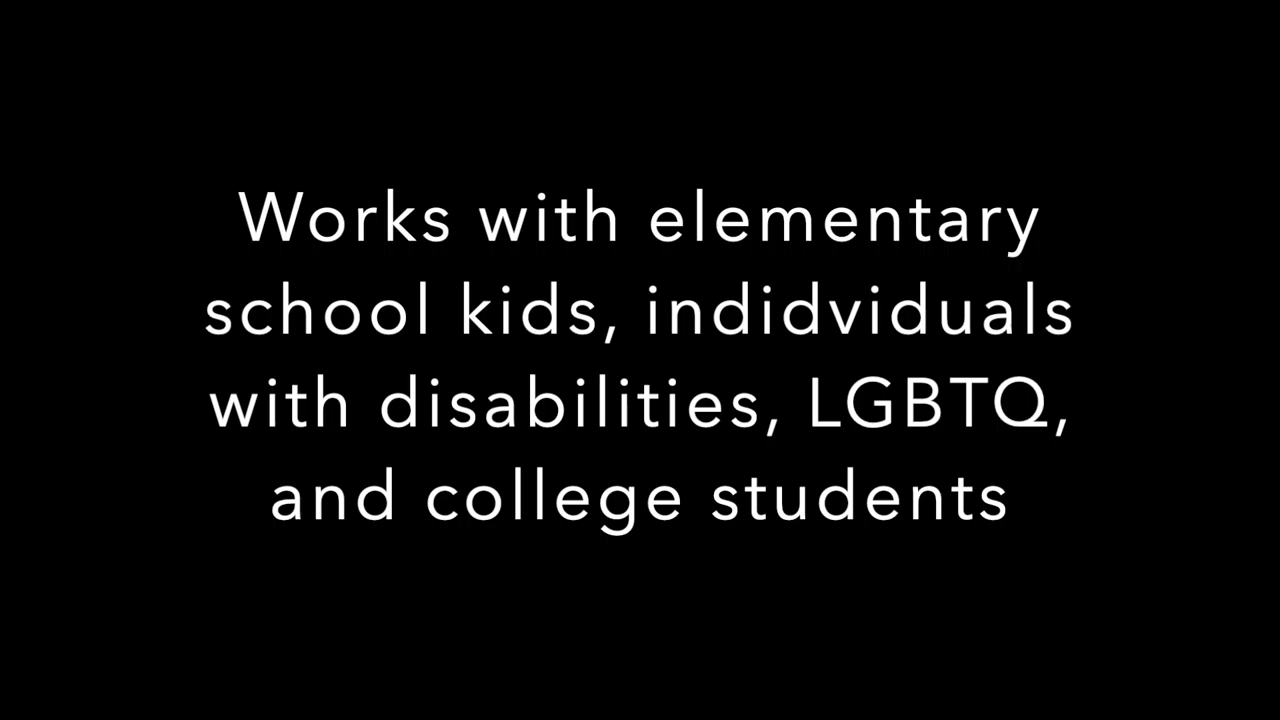 Works with elementary
school kids, indidviduals
with disabilities, LGBTQ,
and college students